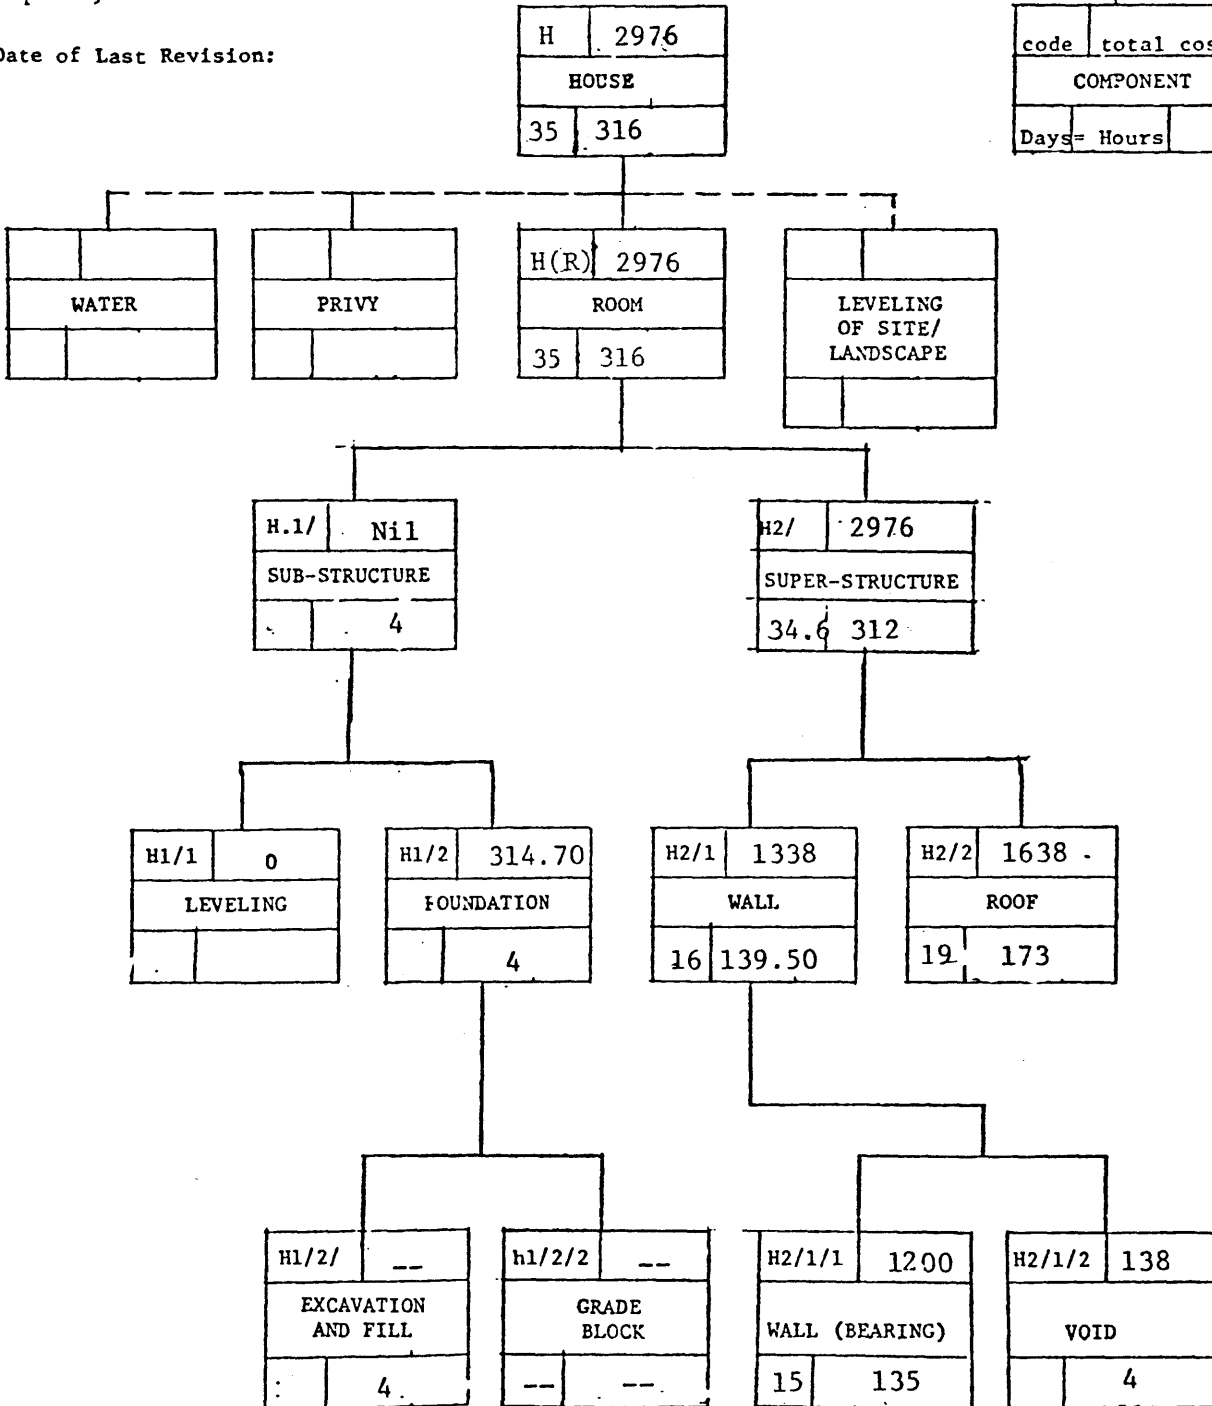 Date of Last Revision:
H 2976
HOUSE
35 316
code total cos
COMPONENT
Days= Hours
WATER
PRIVY
H(R) 2976
ROOM
35 316
LEVELING
OF SITE/
LANDSCAPE
H.1/ Nil
SUB-STRUCTURE
4
H2/ 2976
SUPER-STRUCTURE
34.6 312
H1/1 0
LEVELING
H1/2 314.70
FOUNDATION
4
H2/1 1338
WALL
16 139.50
H2/2 1638
ROOF
19 173
H1/2/ --
EXCAVATION
AND FILL
4
h1/2/2 --
GRADE
BLOCK
-- --
H2/1/1 1200
WALL (BEARING)
15 135
H2/1/2 138
VOID
4